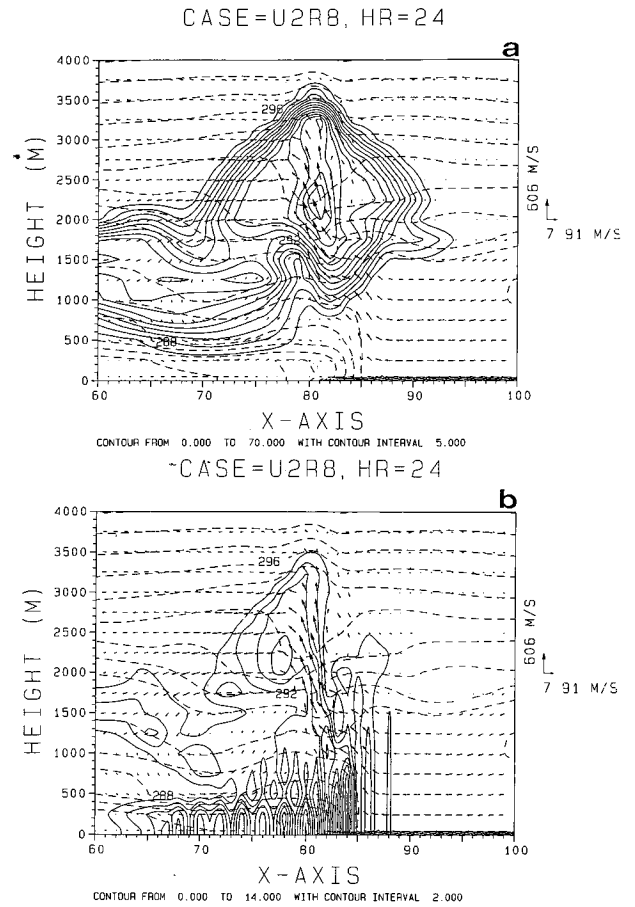 CASE=U2R8, HR=24
a
4000
3500
3000
2500
2000
1500
1000
500
0
HEIGHT (M)
296
292
288
606 M/S
7 91 M/S
60 70 80 90 100
X-AXIS
CONTOUR FROM 0.000 TO 70.000 WITH CONTOUR INTERVAL 5.000
CASE=U2R8, HR=24
b
4000
3500
3000
2500
2000
1500
1000
500
0
HEIGHT (M)
296
292
288
606 M/S
7 91 M/S
60 70 80 90 100
X-AXIS
CONTOUR FROM 0.000 TO 14.000 WITH CONTOUR INTERVAL 2.000